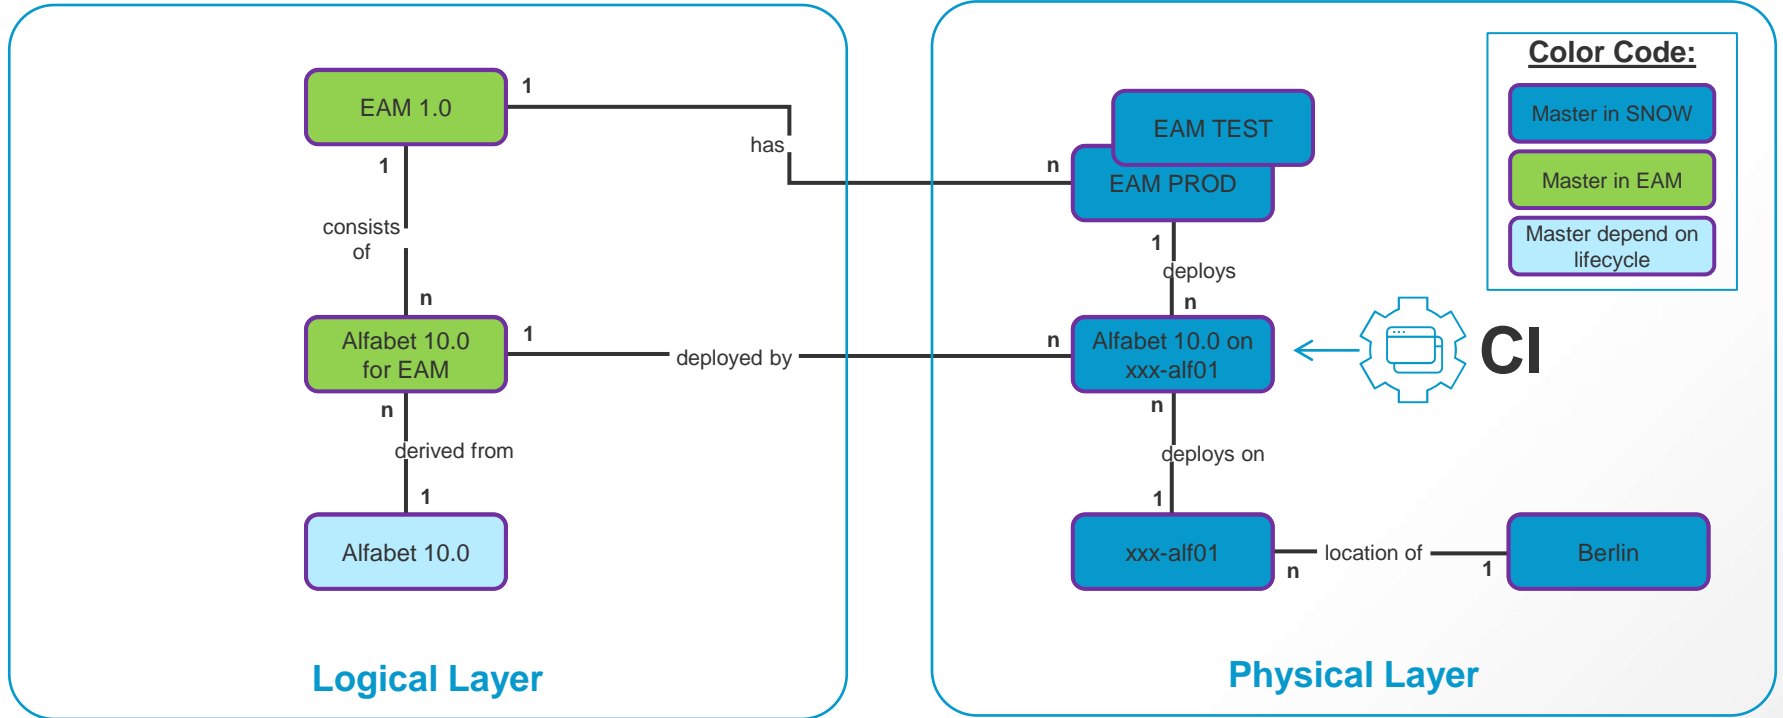 EAM 1.0
1
1
has
n
EAM TEST
EAM PROD
Color Code:
Master in SNOW
Master in EAM
Master depend on
lifecycle
consists
of
1
deploys
n
n
Alfabet 10.0
for EAM
1
deployed by
n
Alfabet 10.0 on
xxx-alf01
CI
n
n
derived from
deploys on
1
1
Alfabet 10.0
xxx-alf01
n
location of
1
Berlin
Logical Layer
Physical Layer